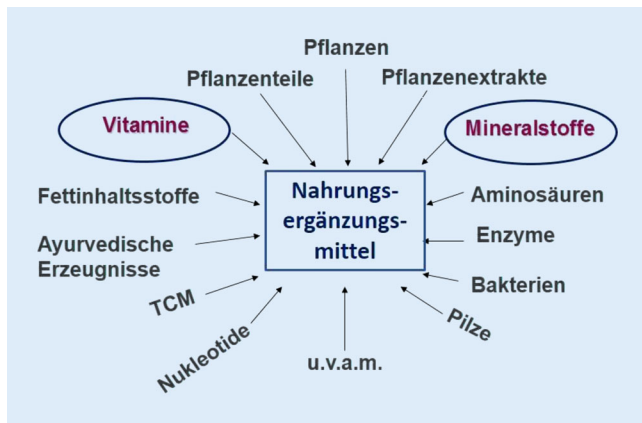 Pflanzen
Pflanzenteile
Pflanzenextrakte
Vitamine
Mineralstoffe
Nahrungs-
ergänzungs-
mittel
Fettinhaltsstoffe
Aminosäuren
Ayurvedische
Erzeugnisse
Enzyme
TCM
Bakterien
Nukleotide
Pilze
u.v.a.m.